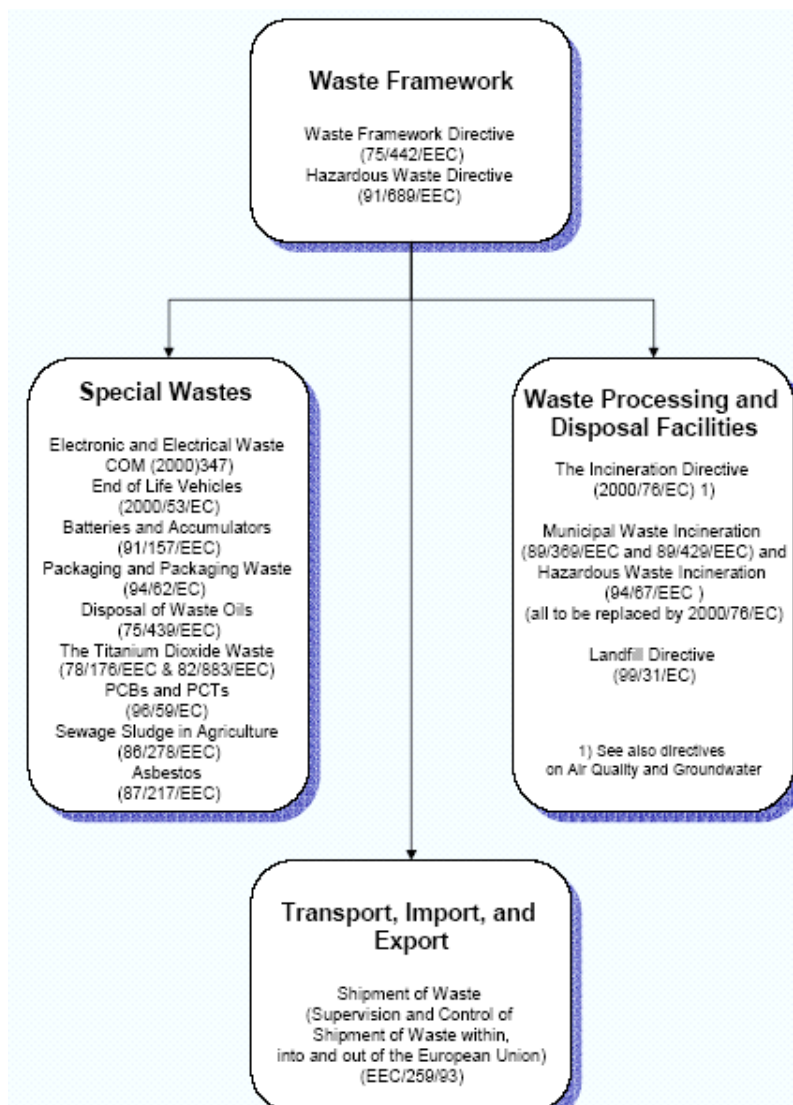 Waste Framework
Waste Framework Directive
(75/442/EEC)
Hazardous Waste Directive
(91/689/EEC)
Special Wastes
Electronic and Electrical Waste
COM (2000)347)
End of Life Vehicles
(2000/53/EC)
Batteries and Accumulators
(91/157/EEC)
Packaging and Packaging Waste
(94/62/EC)
Disposal of Waste Oils
(75/439/EEC)
The Titanium Dioxide Waste
(78/176/EEC & 82/883/EEC)
PCBs and PCTs
(96/59/EC)
Sewage Sludge in Agriculture
(86/278/EEC)
Asbestos
(87/217/EEC)
Waste Processing and
Disposal Facilities
The Incineration Directive
(2000/76/EC) 1)
Municipal Waste Incineration
(89/369/EEC and 89/429/EEC) and
Hazardous Waste Incineration
(94/67/EEC )
(all to be replaced by 2000/76/EC)
Landfill Directive
(99/31/EC)
1) See also directives
on Air Quality and Groundwater
Transport, Import, and
Export
Shipment of Waste
(Supervision and Control of
Shipment of Waste within,
into and out of the European Union)
(EEC/259/93)